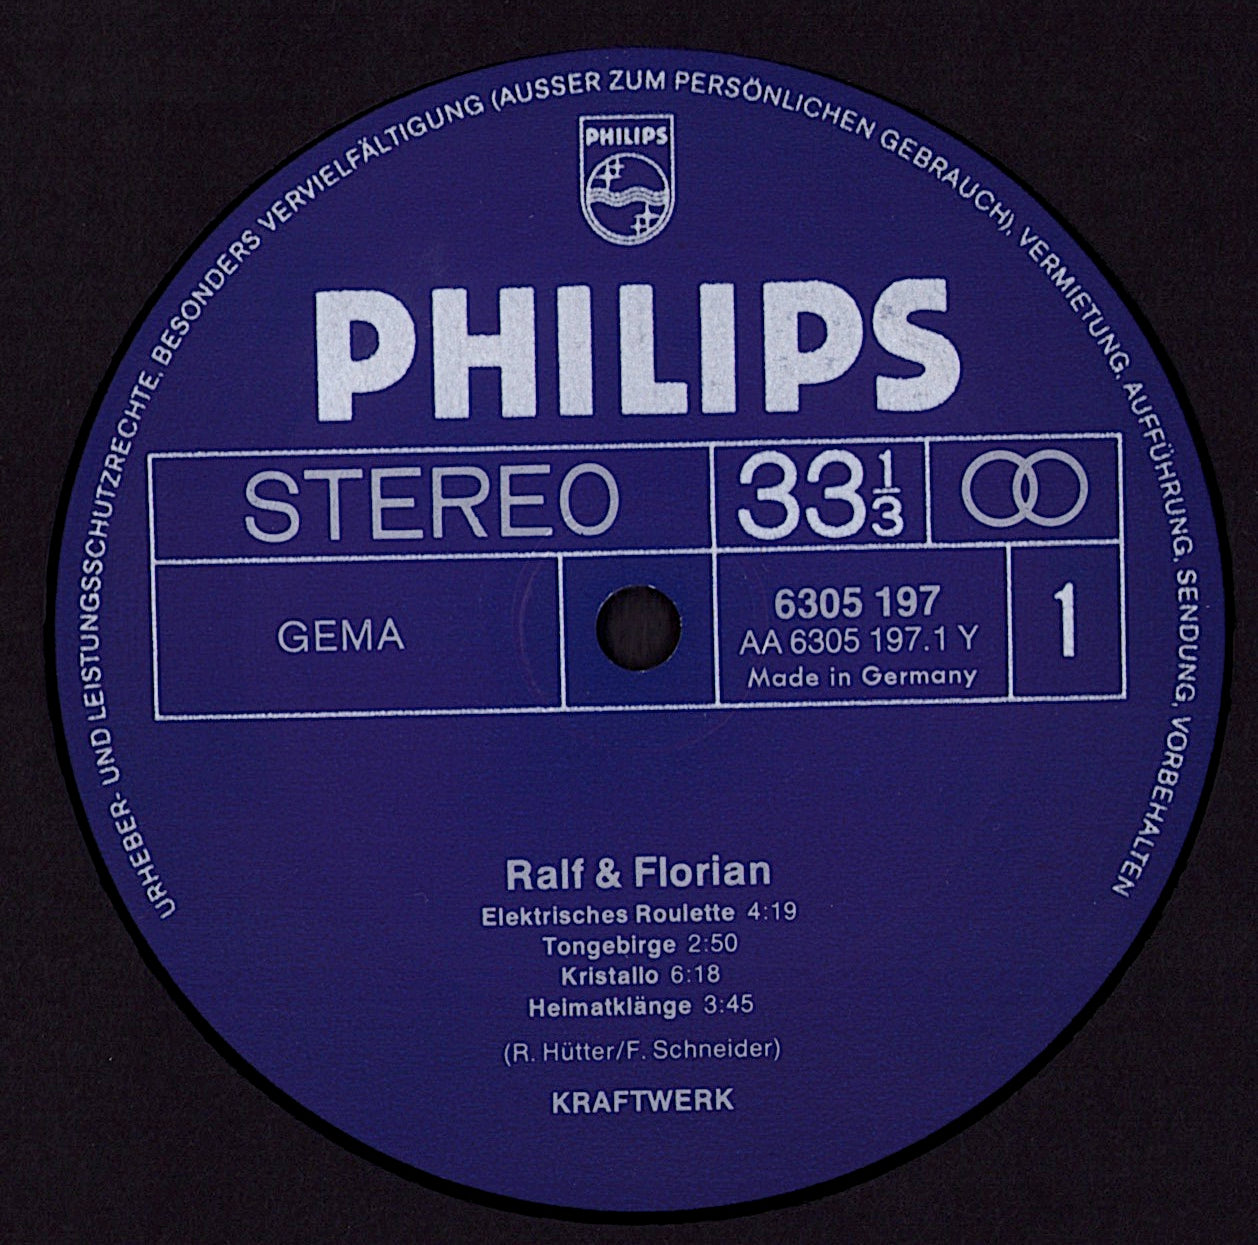 URHEBER- UND LEISTUNGSSCHUTZRECHTE, BESONDERS VERVIELFÄLTIGUNG (AUSSER ZUM PERSÖNLICHEN GEBRAUCH), VERMIETUNG, AUFFÜHRUNG, SENDUNG, VORBEHALTEN
PHILIPS
PHILIPS
STEREO 33 1/3
GEMA
6305 197
AA 6305 197.1 Y
Made in Germany
1
Ralf & Florian
Elektrisches Roulette 4:19
Tongebirge 2:50
Kristallo 6:18
Heimatklänge 3:45
(R. Hütter/F. Schneider)
KRAFTWERK